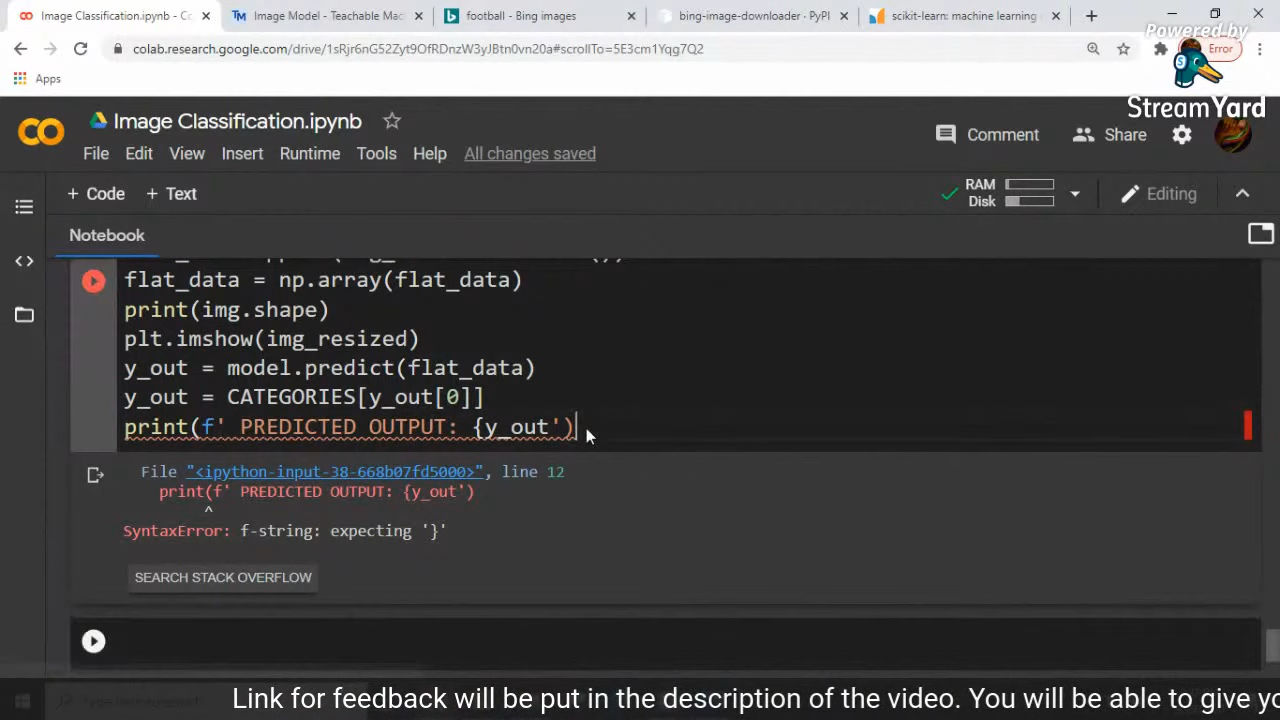 Image Classification.ipynb - Co
Image Model - Teachable Mac
football - Bing images
bing-image-downloader · PyPI
scikit-learn: machine learning
colab.research.google.com/drive/1sRjr6nG52Zyt9OfRDnzW3yJBtn0vn20a#scrollTo=5E3cm1Yqg7Q2
Error
Apps
Powered by
StreamYard
Image Classification.ipynb
Comment
Share
File Edit View Insert Runtime Tools Help All changes saved
+ Code + Text
RAM
Disk
Editing
Notebook
flat_data = np.array(flat_data)
print(img.shape)
plt.imshow(img_resized)
y_out = model.predict(flat_data)
y_out = CATEGORIES[y_out[0]]
print(f' PREDICTED OUTPUT: {y_out')
File "<ipython-input-38-668b07fd5000>", line 12
print(f' PREDICTED OUTPUT: {y_out')
^
SyntaxError: f-string: expecting '}'
SEARCH STACK OVERFLOW
Link for feedback will be put in the description of the video. You will be able to give yo